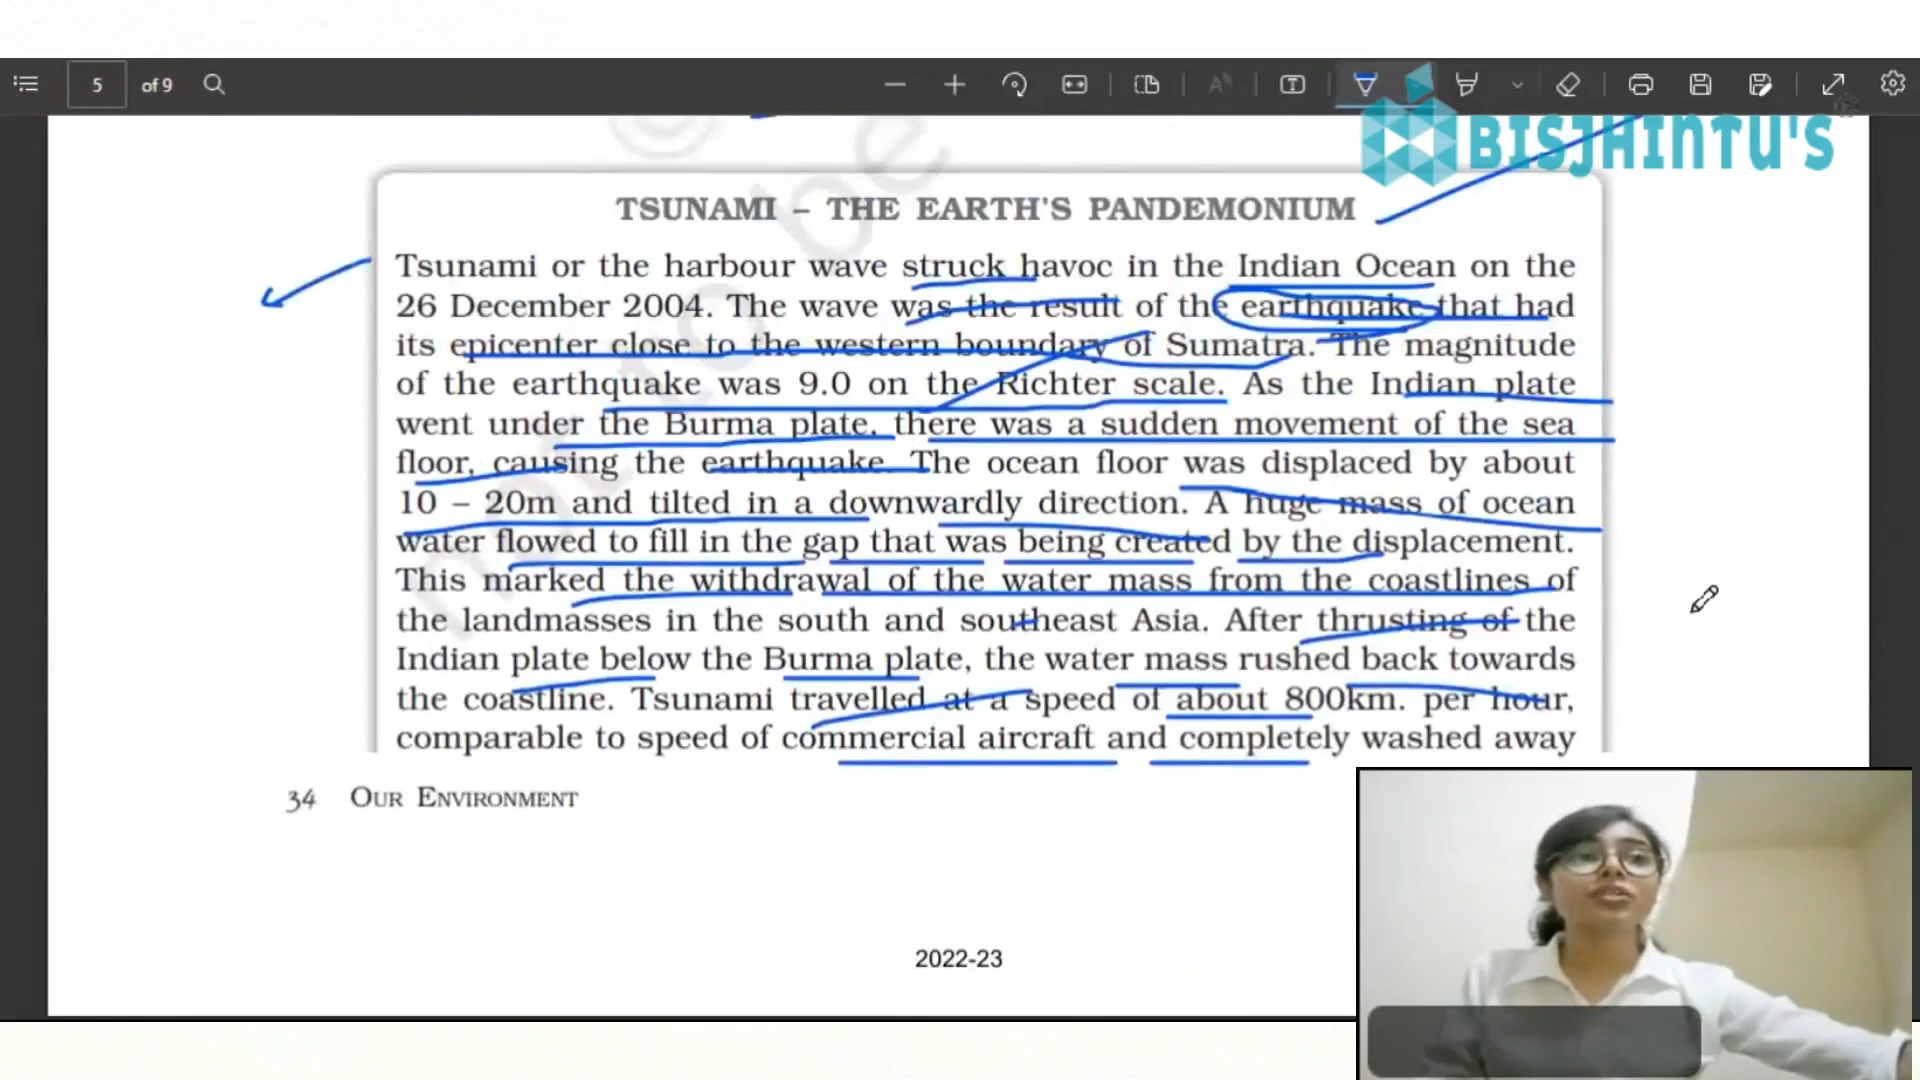 5 of 9
BISJHINTU'S
not to be
TSUNAMI – THE EARTH'S PANDEMONIUM
Tsunami or the harbour wave struck havoc in the Indian Ocean on the
26 December 2004. The wave was the result of the earthquake that had
its epicenter close to the western boundary of Sumatra. The magnitude
of the earthquake was 9.0 on the Richter scale. As the Indian plate
went under the Burma plate, there was a sudden movement of the sea
floor, causing the earthquake. The ocean floor was displaced by about
10 – 20m and tilted in a downwardly direction. A huge mass of ocean
water flowed to fill in the gap that was being created by the displacement.
This marked the withdrawal of the water mass from the coastlines of
the landmasses in the south and southeast Asia. After thrusting of the
Indian plate below the Burma plate, the water mass rushed back towards
the coastline. Tsunami travelled at a speed of about 800km. per hour,
comparable to speed of commercial aircraft and completely washed away
34 OUR ENVIRONMENT
2022-23